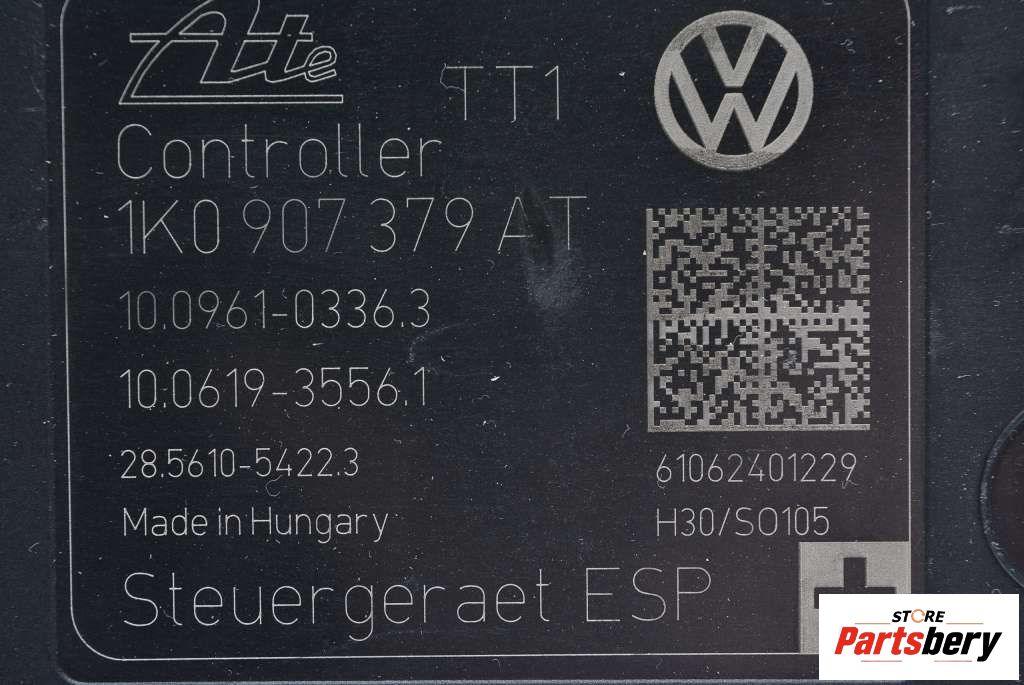 Ate
TT1
Controller
1K0 907 379 AT
10.0961-0336.3
10.0619-3556.1
28.5610-5422.3
61062401229
Made in Hungary
H30/SO105
Steuergeraet ESP
STORE
Partsbery